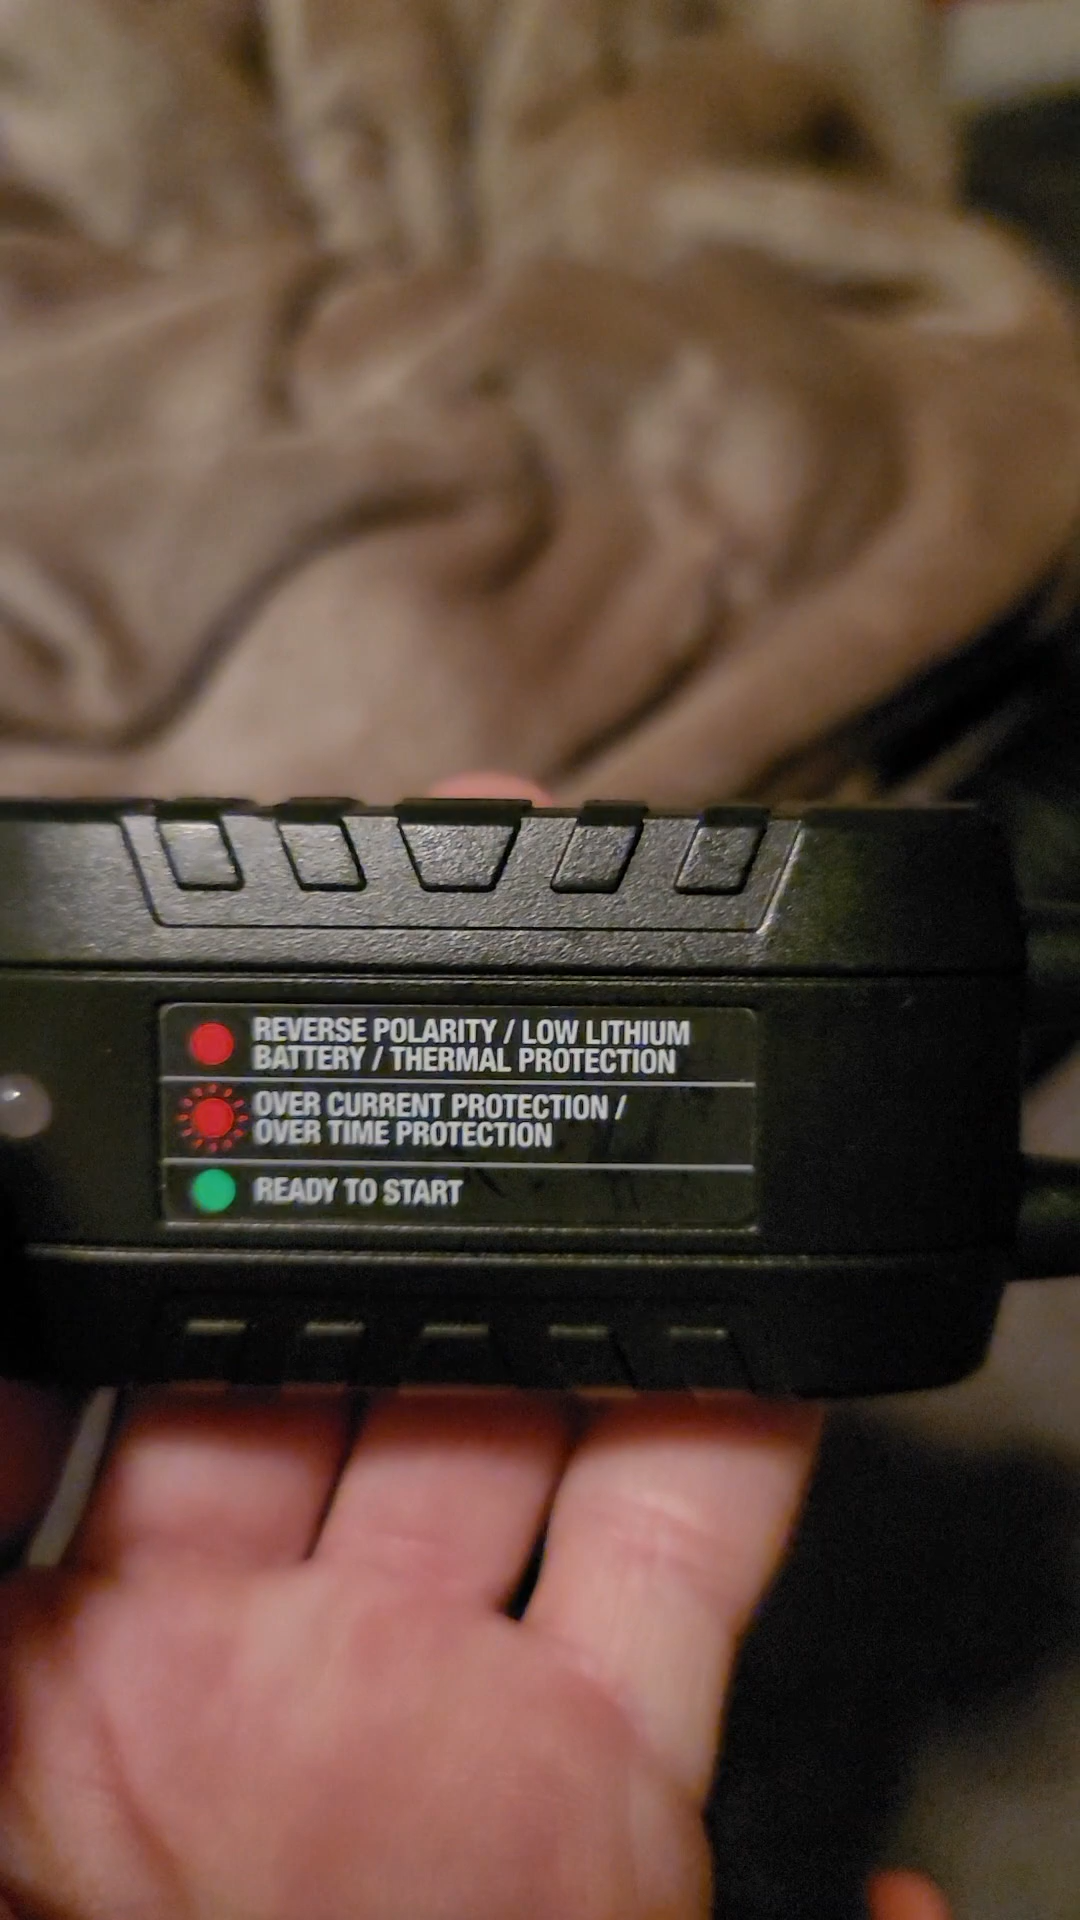 REVERSE POLARITY / LOW LITHIUM
BATTERY / THERMAL PROTECTION
OVER CURRENT PROTECTION /
OVER TIME PROTECTION
READY TO START